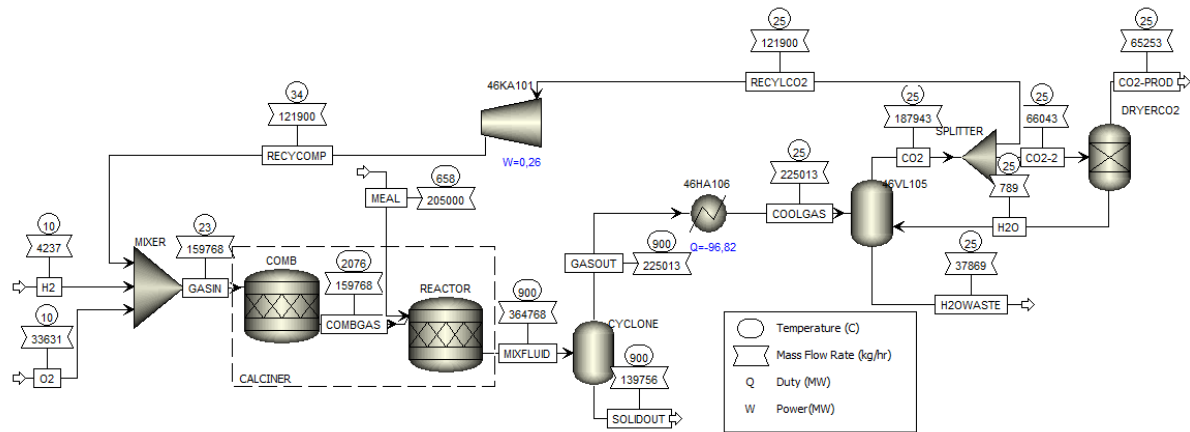 25
121900
RECYLCO2
25
65253
CO2-PROD
DRYERCO2
46KA101
W=0,26
34
121900
RECYCOMP
658
205000
MEAL
25
187943
CO2
SPLITTER
25
66043
CO2-2
25
789
H2O
25
225013
COOLGAS
46VL105
46HA106
Q=-96,82
10
4237
H2
MIXER
23
159768
GASIN
COMB
2076
159768
COMBGAS
REACTOR
CALCINER
900
364768
MIXFLUID
GASOUT
900
225013
CYCLONE
900
139756
SOLIDOUT
25
37869
H2OWASTE
10
33631
O2
Temperature (C)
Mass Flow Rate (kg/hr)
Q Duty (MW)
W Power(MW)